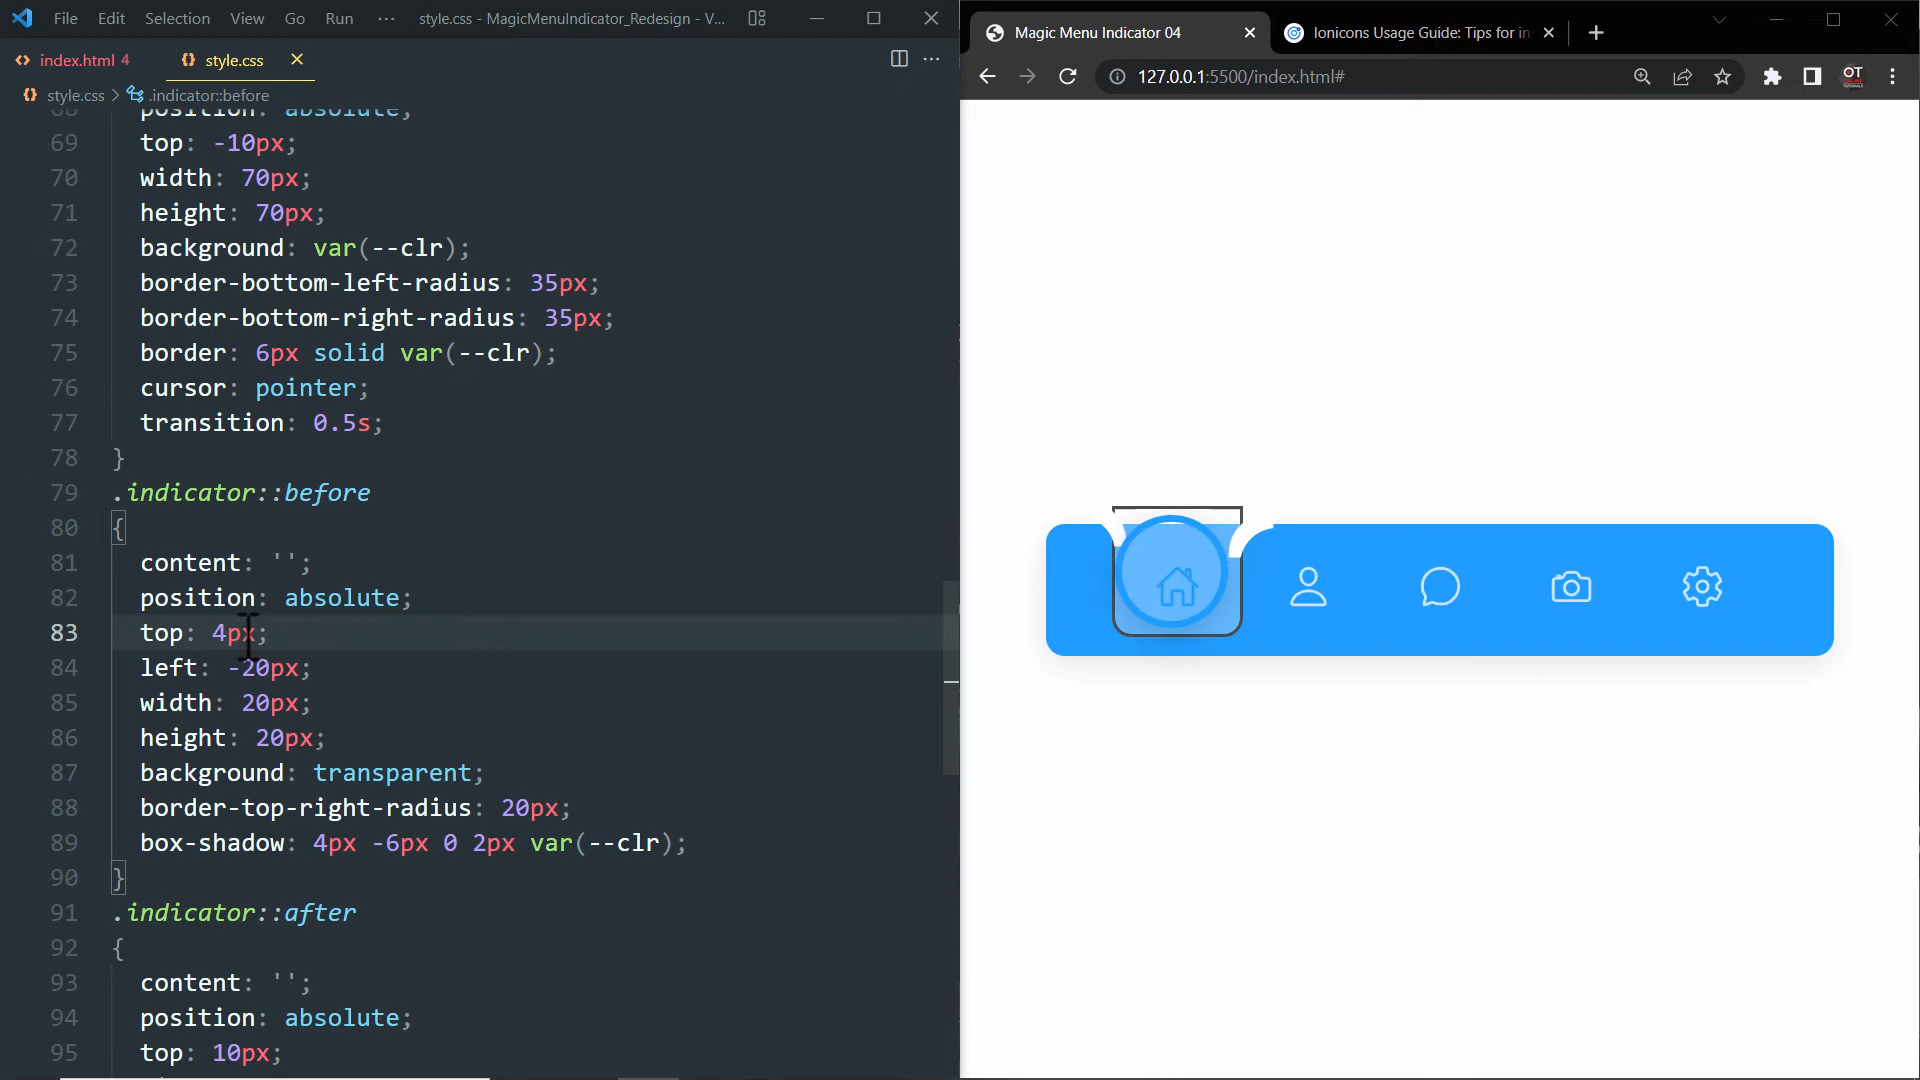 File Edit Selection View Go Run ··· style.css - MagicMenuIndicator_Redesign - V...
index.html 4 style.css
style.css > .indicator::before
68 position: absolute;
69 top: -10px;
70 width: 70px;
71 height: 70px;
72 background: var(--clr);
73 border-bottom-left-radius: 35px;
74 border-bottom-right-radius: 35px;
75 border: 6px solid var(--clr);
76 cursor: pointer;
77 transition: 0.5s;
78 }
79 .indicator::before
80 {
81 content: '';
82 position: absolute;
83 top: 4px;
84 left: -20px;
85 width: 20px;
86 height: 20px;
87 background: transparent;
88 border-top-right-radius: 20px;
89 box-shadow: 4px -6px 0 2px var(--clr);
90 }
91 .indicator::after
92 {
93 content: '';
94 position: absolute;
95 top: 10px;
Magic Menu Indicator 04
Ionicons Usage Guide: Tips for in
127.0.0.1:5500/index.html#
OT